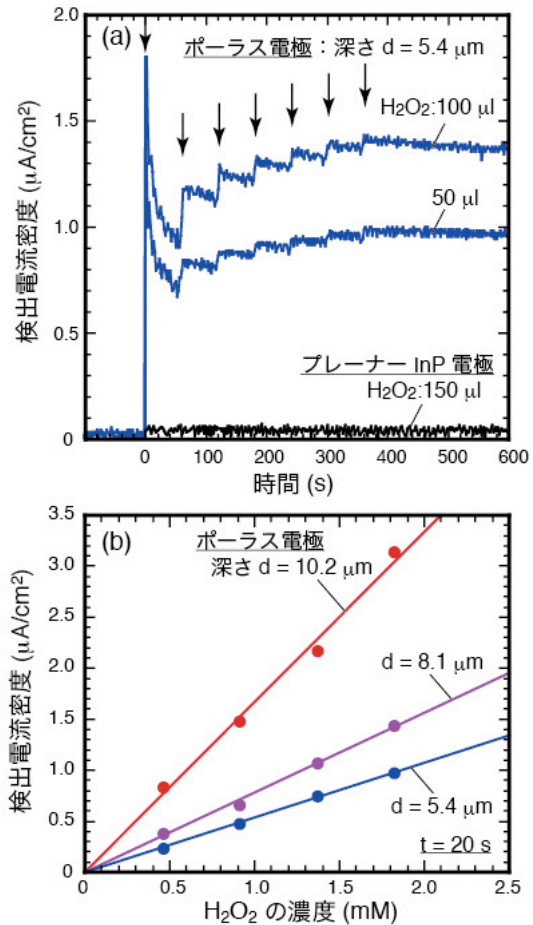 (a)
ポーラス電極：深さ d = 5.4 μm
H₂O₂:100 μl
50 μl
プレーナー InP 電極
H₂O₂:150 μl
検出電流密度 (μA/cm²)
2.0
1.5
1.0
0.5
0
0
100
200
300
400
500
600
時間 (s)
(b)
ポーラス電極
深さ d = 10.2 μm
d = 8.1 μm
d = 5.4 μm
t = 20 s
検出電流密度 (μA/cm²)
3.5
3.0
2.5
2.0
1.5
1.0
0.5
0
0.5
1.0
1.5
2.0
2.5
H₂O₂ の濃度 (mM)